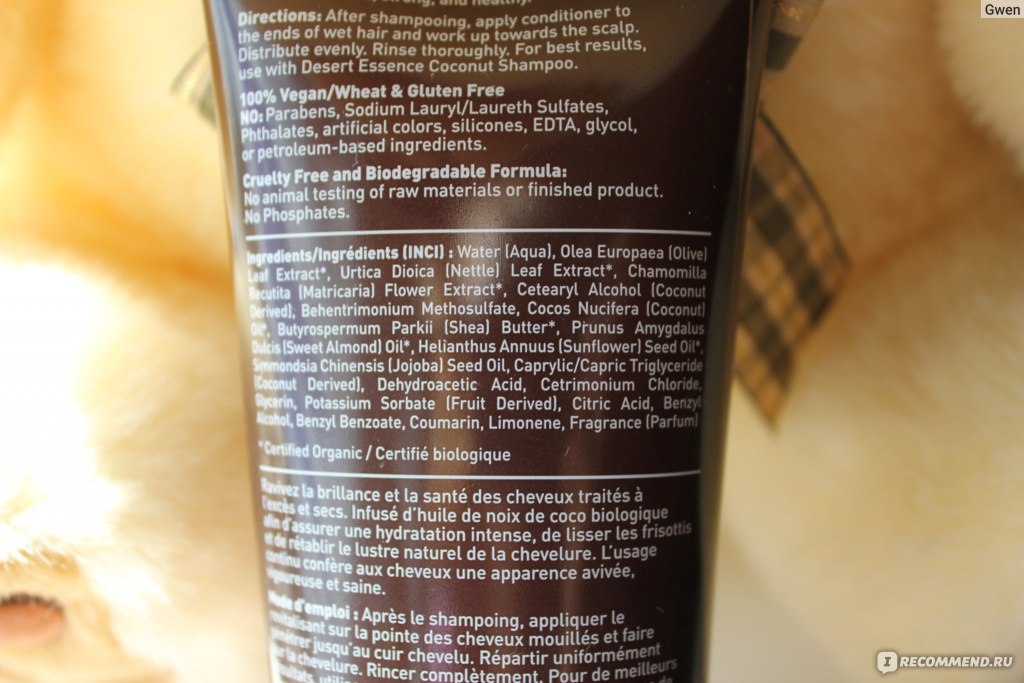 strong, and healthy.
Directions: After shampooing, apply conditioner to
the ends of wet hair and work up towards the scalp.
Distribute evenly. Rinse thoroughly. For best results,
use with Desert Essence Coconut Shampoo.
100% Vegan/Wheat & Gluten Free
NO: Parabens, Sodium Lauryl/Laureth Sulfates,
Phthalates, artificial colors, silicones, EDTA, glycol,
or petroleum-based ingredients.
Cruelty Free and Biodegradable Formula:
No animal testing of raw materials or finished product.
No Phosphates.
Ingredients/Ingrédients (INCI) : Water (Aqua), Olea Europaea (Olive)
Leaf Extract*, Urtica Dioica (Nettle) Leaf Extract*, Chamomilla
Recutita (Matricaria) Flower Extract*, Cetearyl Alcohol (Coconut
Derived), Behentrimonium Methosulfate, Cocos Nucifera (Coconut)
Oil*, Butyrospermum Parkii (Shea) Butter*, Prunus Amygdalus
Dulcis (Sweet Almond) Oil*, Helianthus Annuus (Sunflower) Seed Oil*,
Simmondsia Chinensis (Jojoba) Seed Oil, Caprylic/Capric Triglyceride
(Coconut Derived), Dehydroacetic Acid, Cetrimonium Chloride,
Glycerin, Potassium Sorbate (Fruit Derived), Citric Acid, Benzyl
Alcohol, Benzyl Benzoate, Coumarin, Limonene, Fragrance (Parfum)
* Certified Organic / Certifié biologique
Ravivez la brillance et la santé des cheveux traités à
l'excès et secs. Infusé d'huile de noix de coco biologique
afin d'assurer une hydratation intense, de lisser les frisottis
et de rétablir le lustre naturel de la chevelure. L'usage
continu confère aux cheveux une apparence avivée,
vigoureuse et saine.
Mode d'emploi : Après le shampoing, appliquer le
revitalisant sur la pointe des cheveux mouillés et faire
pénétrer jusqu'au cuir chevelu. Répartir uniformément
sur la chevelure. Rincer complètement. Pour de meilleurs
Gwen
IRECOMMEND.RU